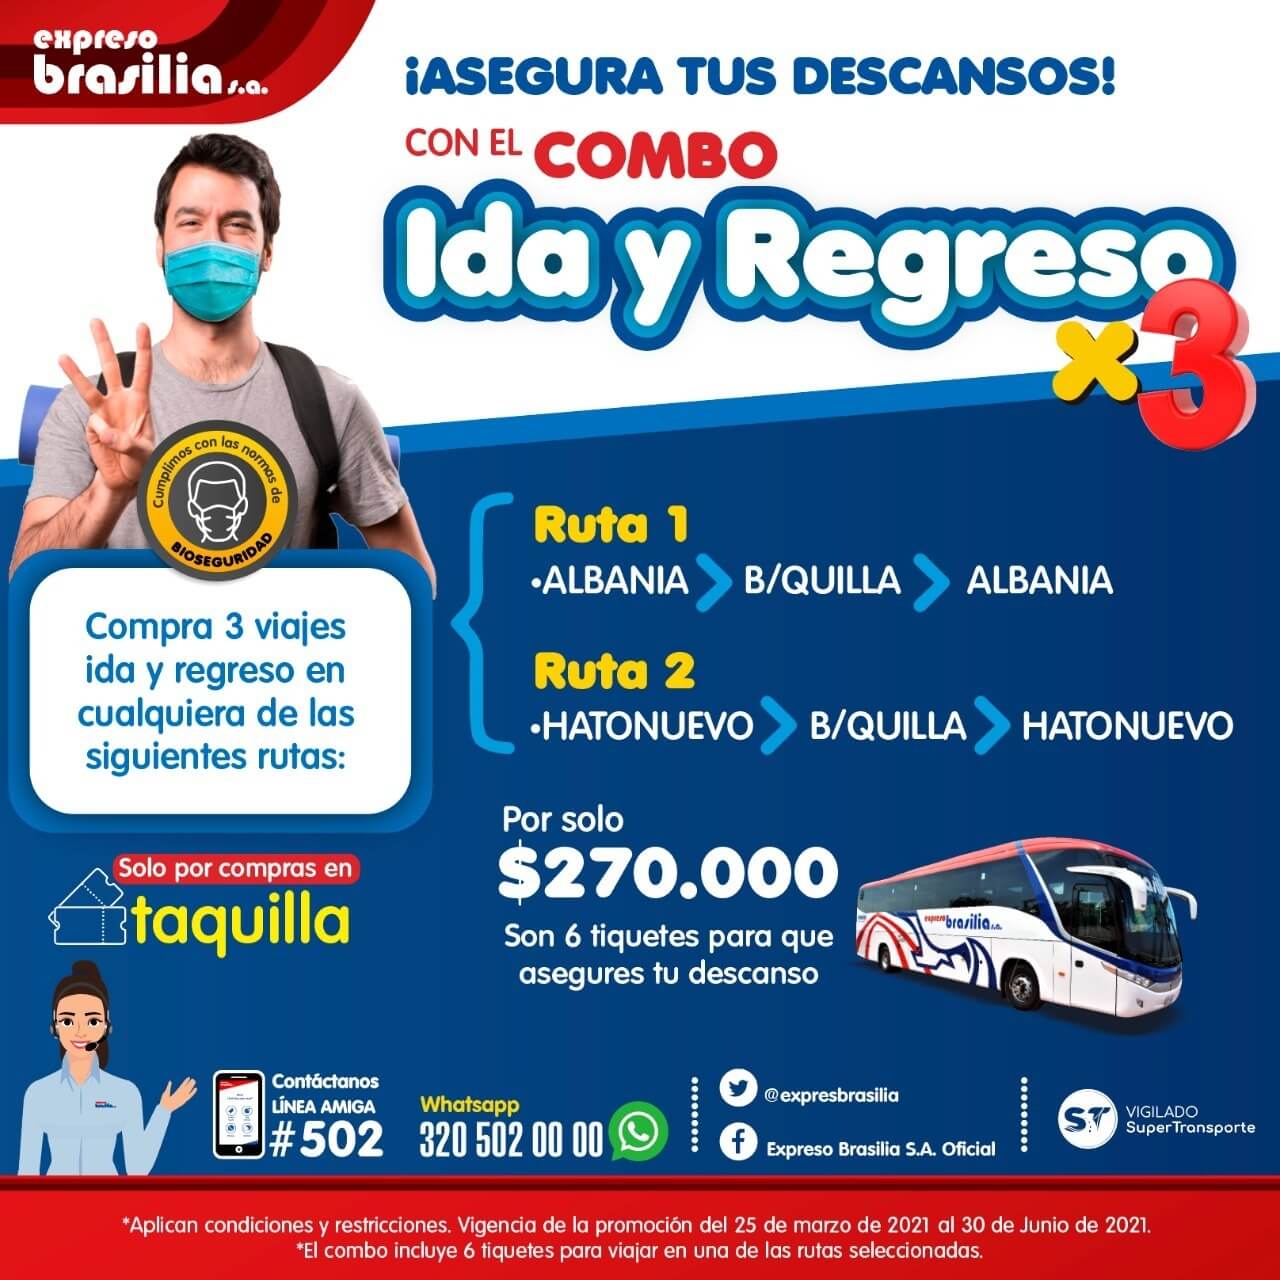 expreso
brasilia s.a.
¡ASEGURA TUS DESCANSOS!
CON EL COMBO
Ida y Regreso
x3
Cumplimos con las normas de
BIOSEGURIDAD
Compra 3 viajes
ida y regreso en
cualquiera de las
siguientes rutas:
Ruta 1
•ALBANIA > B/QUILLA > ALBANIA
Ruta 2
•HATONUEVO > B/QUILLA > HATONUEVO
Solo por compras en
taquilla
Por solo
$270.000
Son 6 tiquetes para que
asegures tu descanso
expreso brasilia s.a.
Contáctanos
LÍNEA AMIGA
#502
Whatsapp
320 502 00 00
@expresbrasilia
Expreso Brasilia S.A. Oficial
ST
VIGILADO
SuperTransporte
*Aplican condiciones y restricciones. Vigencia de la promoción del 25 de marzo de 2021 al 30 de Junio de 2021.
*El combo incluye 6 tiquetes para viajar en una de las rutas seleccionadas.